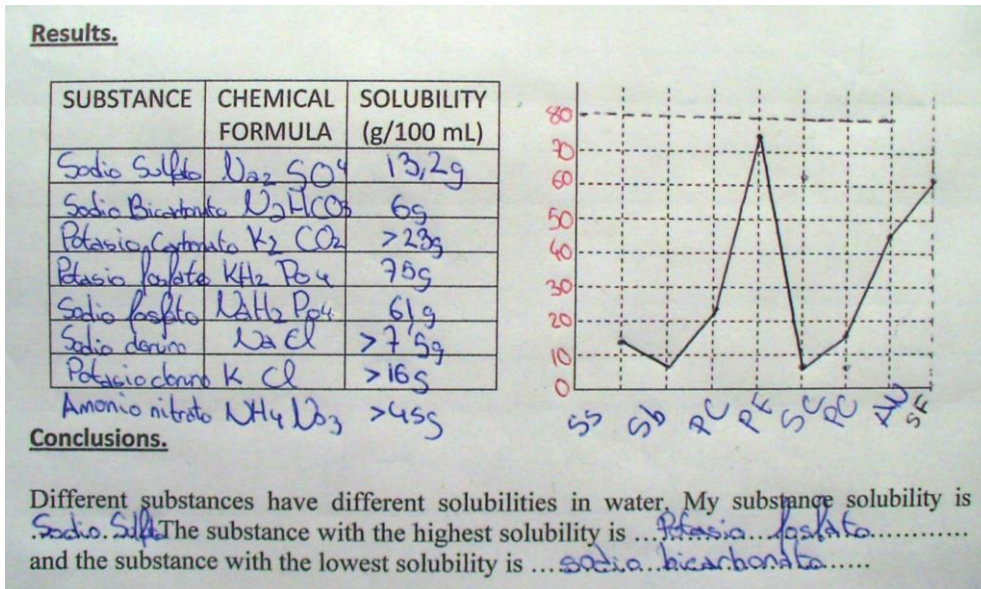 Results.
SUBSTANCE CHEMICAL FORMULA SOLUBILITY (g/100 mL)
Sodio Sulfato Na2 SO4 13,2g
Sodio Bicarbonato NaHCO3 6g
Potasio Carbonato K2 CO2 >23g
Potasio fosfato KH2 PO4 75g
Sodio fosfato NaH2 PO4 61g
Sodio cloruro Na Cl >7'5g
Potasio cloruro K Cl >16g
Amonio nitrato NH4 NO3 >45g
80
70
60
50
40
30
20
10
0
SS Sb PC PF SC PC AN SF
Conclusions.
Different substances have different solubilities in water. My substance solubility is
.Sodio. Sulfato The substance with the highest solubility is ...Potasio...fosfato...............
and the substance with the lowest solubility is ...sodio..bicarbonato......